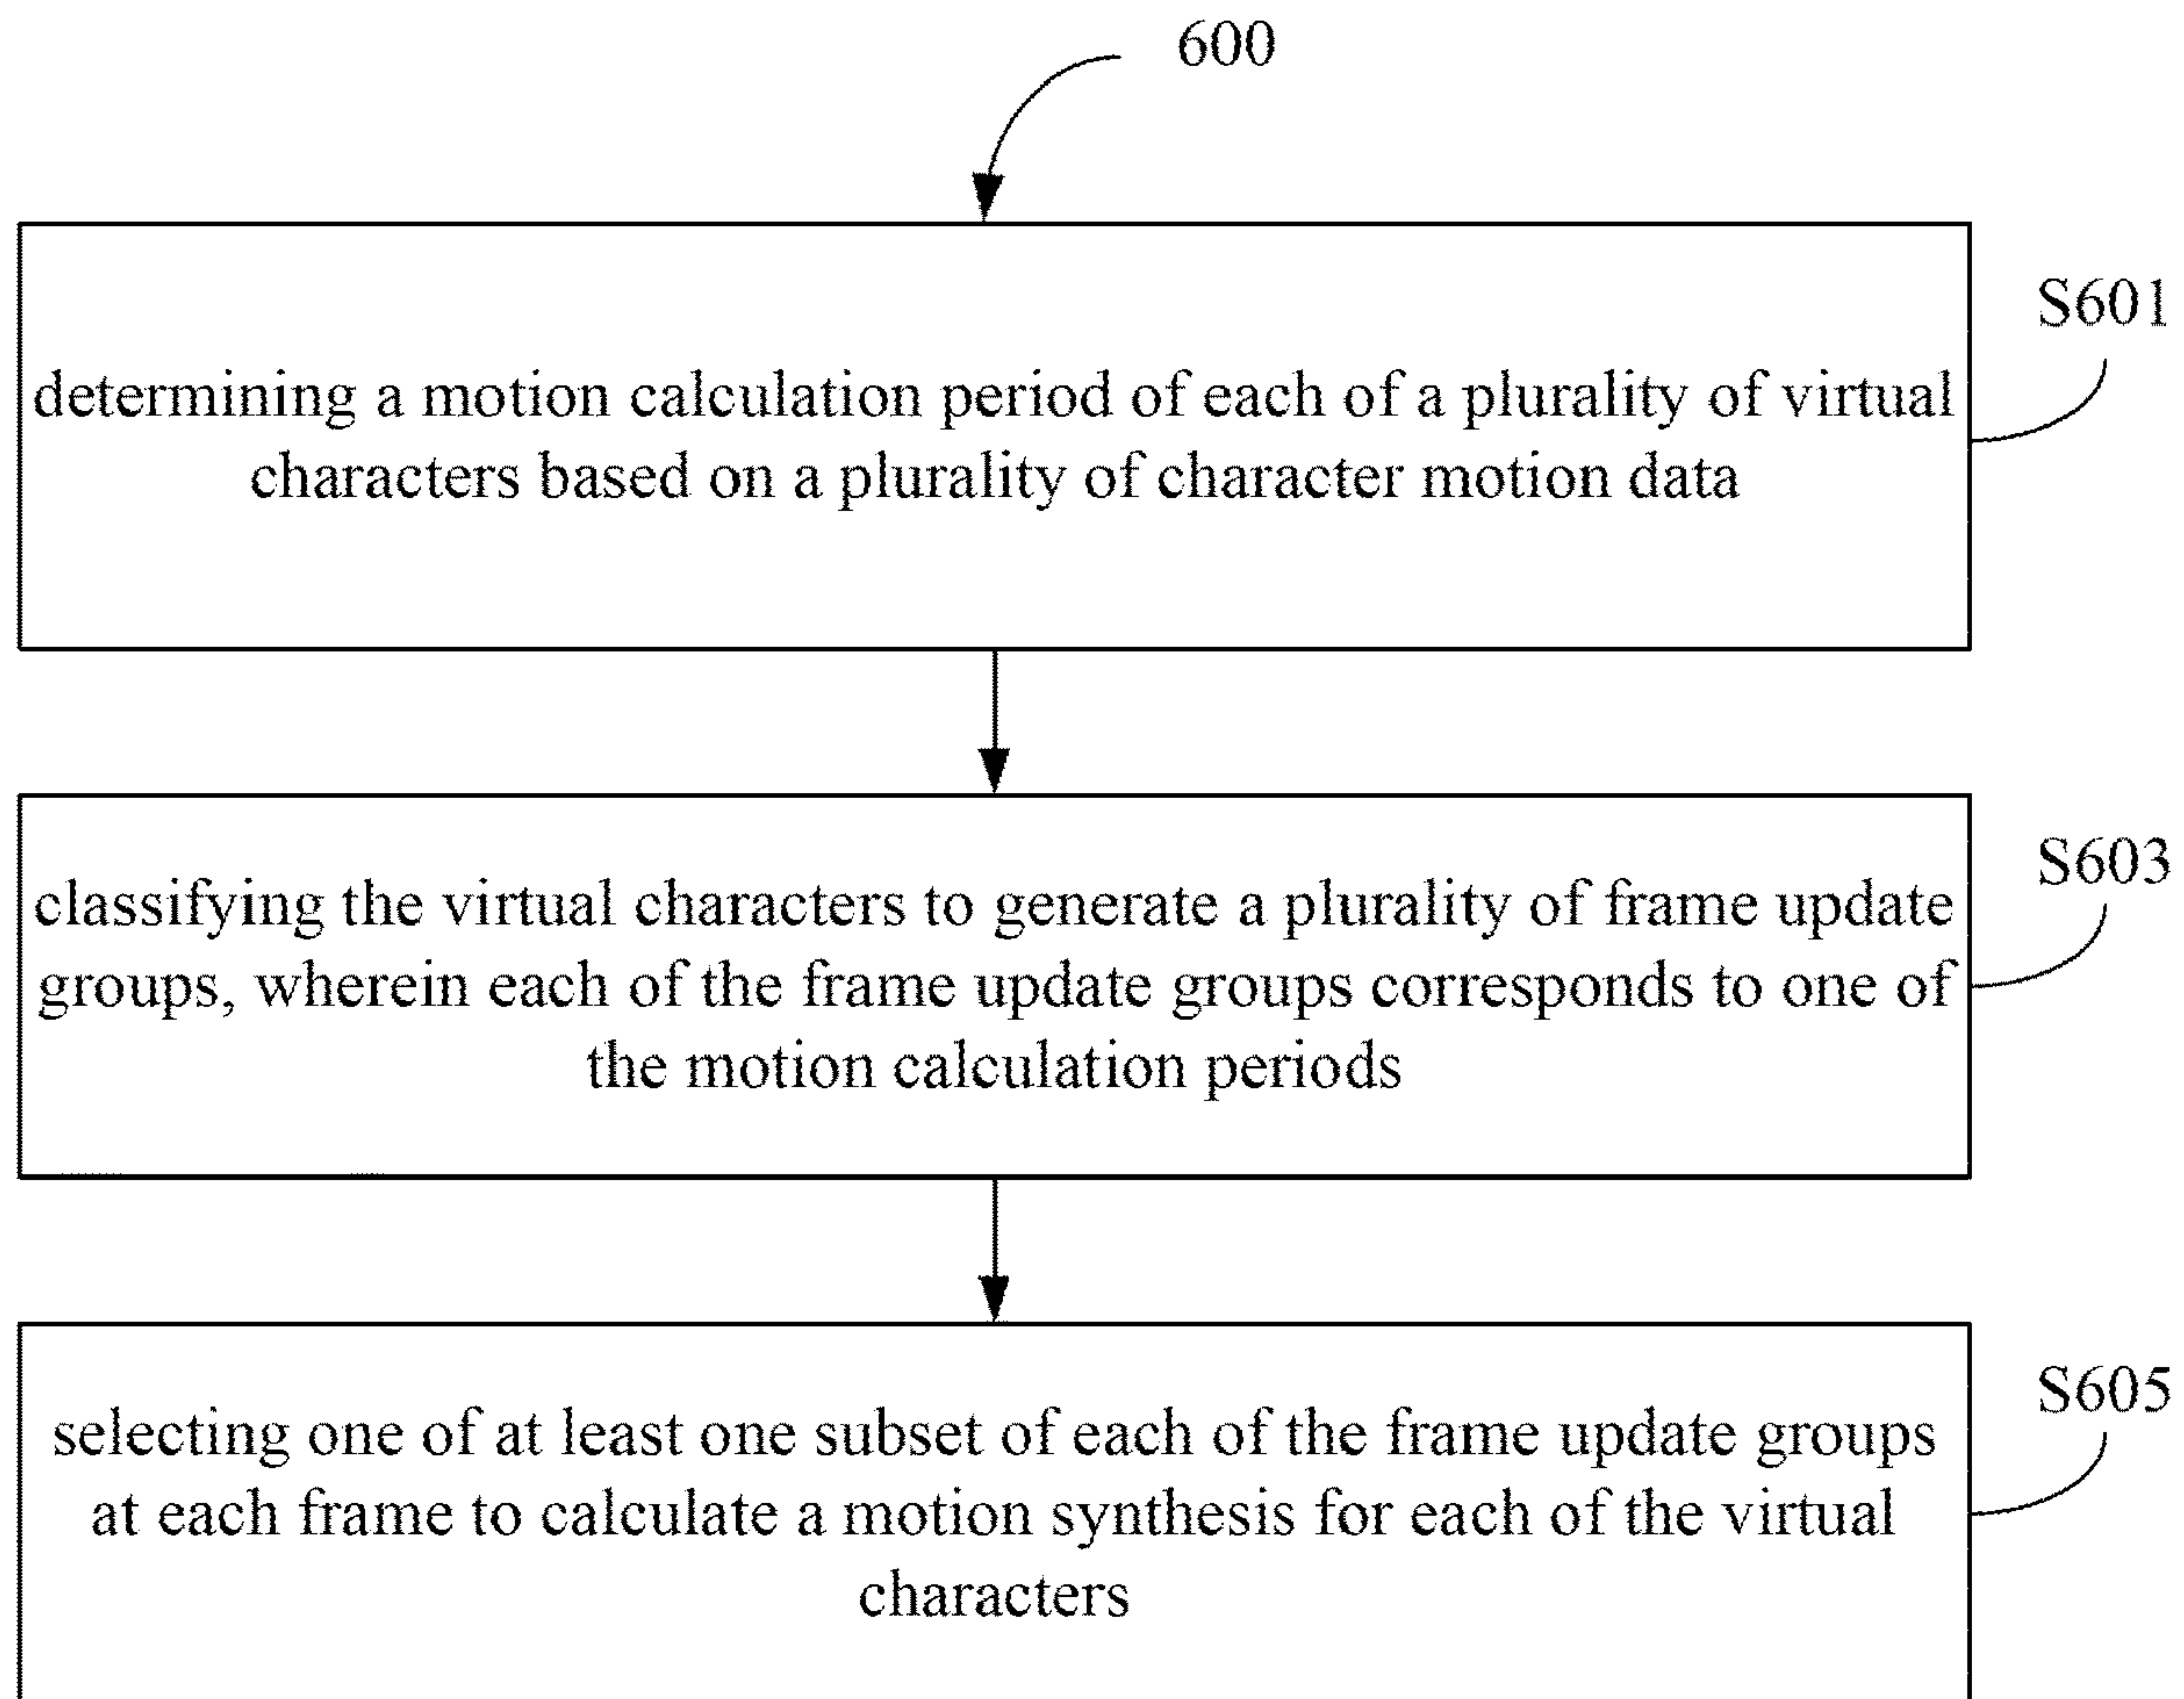 600
S601
determining a motion calculation period of each of a plurality of virtual
characters based on a plurality of character motion data
S603
classifying the virtual characters to generate a plurality of frame update
groups, wherein each of the frame update groups corresponds to one of
the motion calculation periods
S605
selecting one of at least one subset of each of the frame update groups
at each frame to calculate a motion synthesis for each of the virtual
characters